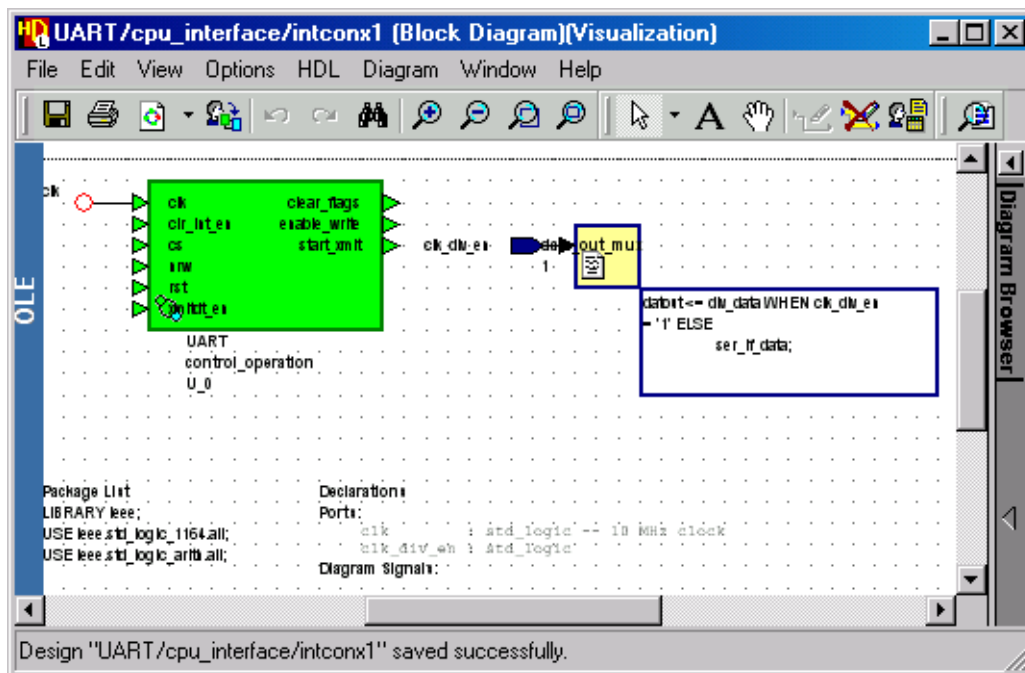 UART/cpu_interface/intconx1 (Block Diagram)(Visualization)
File Edit View Options HDL Diagram Window Help
clk
clk clear_flags
clr_int_en enable_write
cs start_xmitt clk_div_en out_mux
nrw 1
rst
UART
control_operation
U_0
datout<= div_data WHEN clk_div_en
= '1' ELSE
ser_if_data;
OLE
Diagram Browser
Package List
LIBRARY ieee;
USE ieee.std_logic_1164.all;
USE ieee.std_logic_arith.all;
Declarations
Ports:
clk : std_logic -- 10 MHz clock
clk_div_en : std_logic
Diagram Signals:
Design "UART/cpu_interface/intconx1" saved successfully.